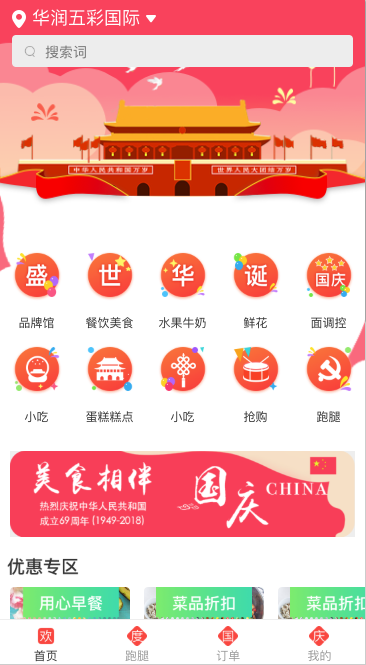 华润五彩国际
搜索词
中华人民共和国万岁
世界人民大团结万岁
盛 世 华 诞 国庆
品牌馆 餐饮美食 水果牛奶 鲜花 面调控
小吃 蛋糕糕点 小吃 抢购 跑腿
美食相伴
热烈庆祝中华人民共和国
成立69周年 (1949-2018)
国庆
CHINA
优惠专区
用心早餐 菜品折扣 菜品折扣
欢 度 国 庆
首页 跑腿 订单 我的